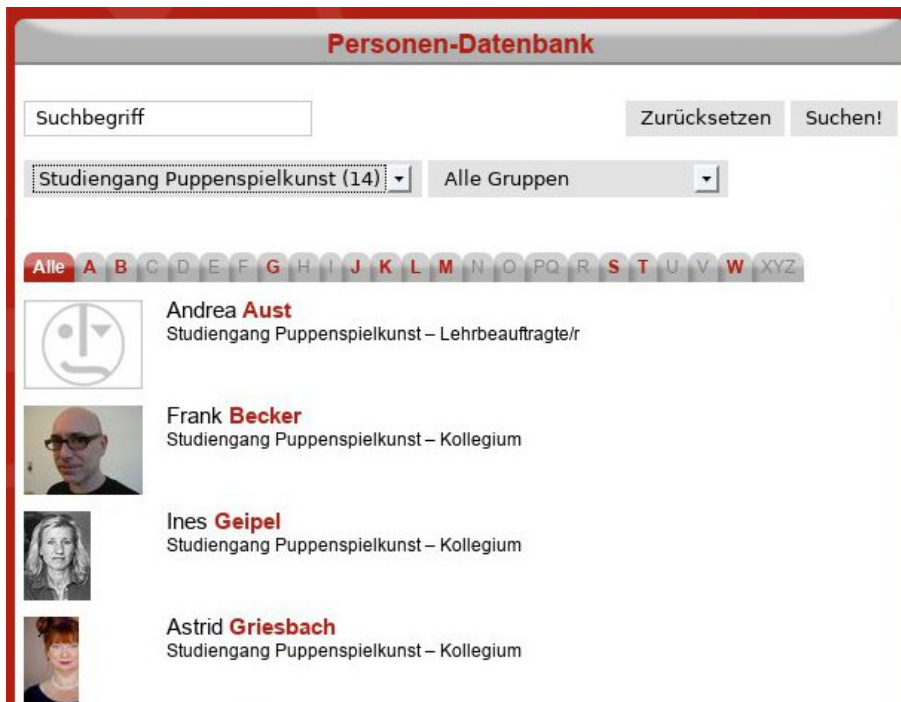 Personen-Datenbank
Suchbegriff
Zurücksetzen Suchen!
Studiengang Puppenspielkunst (14) Alle Gruppen
Alle A B C D E F G H I J K L M N O PQ R S T U V W XYZ
Andrea Aust
Studiengang Puppenspielkunst – Lehrbeauftragte/r
Frank Becker
Studiengang Puppenspielkunst – Kollegium
Ines Geipel
Studiengang Puppenspielkunst – Kollegium
Astrid Griesbach
Studiengang Puppenspielkunst – Kollegium